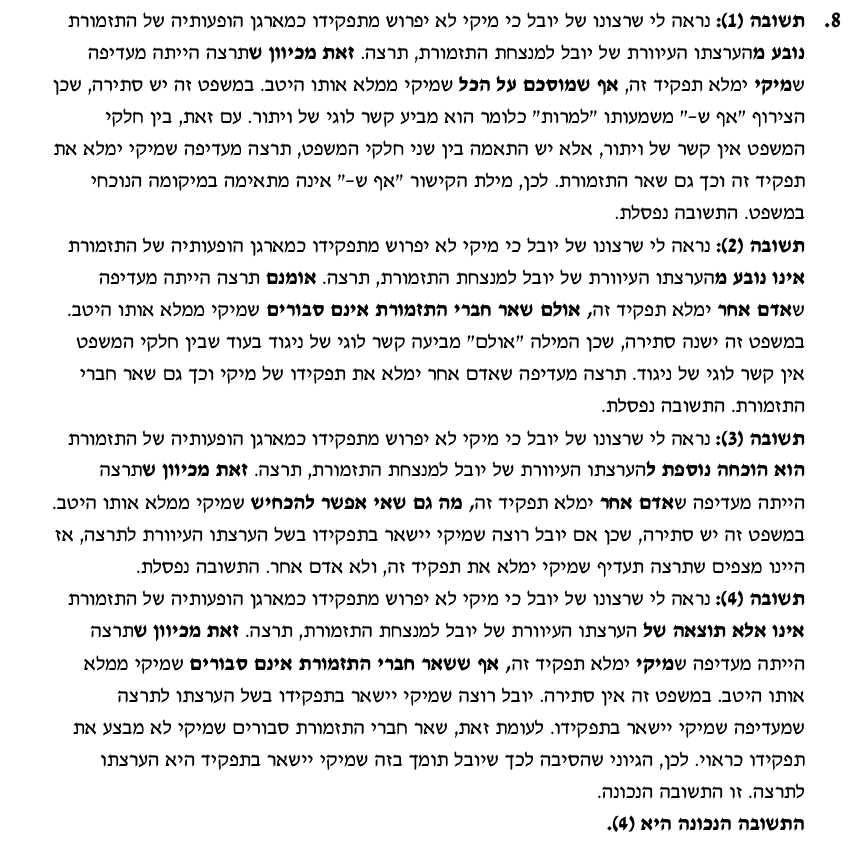 8. תשובה (1): נראה לי שרצונו של יובל כי מיקי לא יפרוש מתפקידו כמארגן הופעותיה של התזמורת
נובע מהערצתו העיוורת של יובל למנצחת התזמורת, תרצה. זאת מכיוון שתרצה הייתה מעדיפה
שמיקי ימלא תפקיד זה, אף שמוסכם על הכל שמיקי ממלא אותו היטב. במשפט זה יש סתירה, שכן
הצירוף "אף ש-" משמעותו "למרות" כלומר הוא מביע קשר לוגי של ויתור. עם זאת, בין חלקי
המשפט אין קשר של ויתור, אלא יש התאמה בין שני חלקי המשפט, תרצה מעדיפה שמיקי ימלא את
תפקיד זה וכך גם שאר התזמורת. לכן, מילת הקישור "אף ש-" אינה מתאימה במיקומה הנוכחי
במשפט. התשובה נפסלת.
תשובה (2): נראה לי שרצונו של יובל כי מיקי לא יפרוש מתפקידו כמארגן הופעותיה של התזמורת
אינו נובע מהערצתו העיוורת של יובל למנצחת התזמורת, תרצה. אומנם תרצה הייתה מעדיפה
שאדם אחר ימלא תפקיד זה, אולם שאר חברי התזמורת אינם סבורים שמיקי ממלא אותו היטב.
במשפט זה ישנה סתירה, שכן המילה "אולם" מביעה קשר לוגי של ניגוד בעוד שבין חלקי המשפט
אין קשר לוגי של ניגוד. תרצה מעדיפה שאדם אחר ימלא את תפקידו של מיקי וכך גם שאר חברי
התזמורת. התשובה נפסלת.
תשובה (3): נראה לי שרצונו של יובל כי מיקי לא יפרוש מתפקידו כמארגן הופעותיה של התזמורת
הוא הוכחה נוספת להערצתו העיוורת של יובל למנצחת התזמורת, תרצה. זאת מכיוון שתרצה
הייתה מעדיפה שאדם אחר ימלא תפקיד זה, מה גם שאי אפשר להכחיש שמיקי ממלא אותו היטב.
במשפט זה יש סתירה, שכן אם יובל רוצה שמיקי יישאר בתפקידו בשל הערצתו העיוורת לתרצה, אז
היינו מצפים שתרצה תעדיף שמיקי ימלא את תפקיד זה, ולא אדם אחר. התשובה נפסלת.
תשובה (4): נראה לי שרצונו של יובל כי מיקי לא יפרוש מתפקידו כמארגן הופעותיה של התזמורת
אינו אלא תוצאה של הערצתו העיוורת של יובל למנצחת התזמורת, תרצה. זאת מכיוון שתרצה
הייתה מעדיפה שמיקי ימלא תפקיד זה, אף ששאר חברי התזמורת אינם סבורים שמיקי ממלא
אותו היטב. במשפט זה אין סתירה. יובל רוצה שמיקי יישאר בתפקידו בשל הערצתו לתרצה
שמעדיפה שמיקי יישאר בתפקידו. לעומת זאת, שאר חברי התזמורת סבורים שמיקי לא מבצע את
תפקידו כראוי. לכן, הגיוני שהסיבה לכך שיובל תומך בזה שמיקי יישאר בתפקיד היא הערצתו
לתרצה. זו התשובה הנכונה.
התשובה הנכונה היא (4).